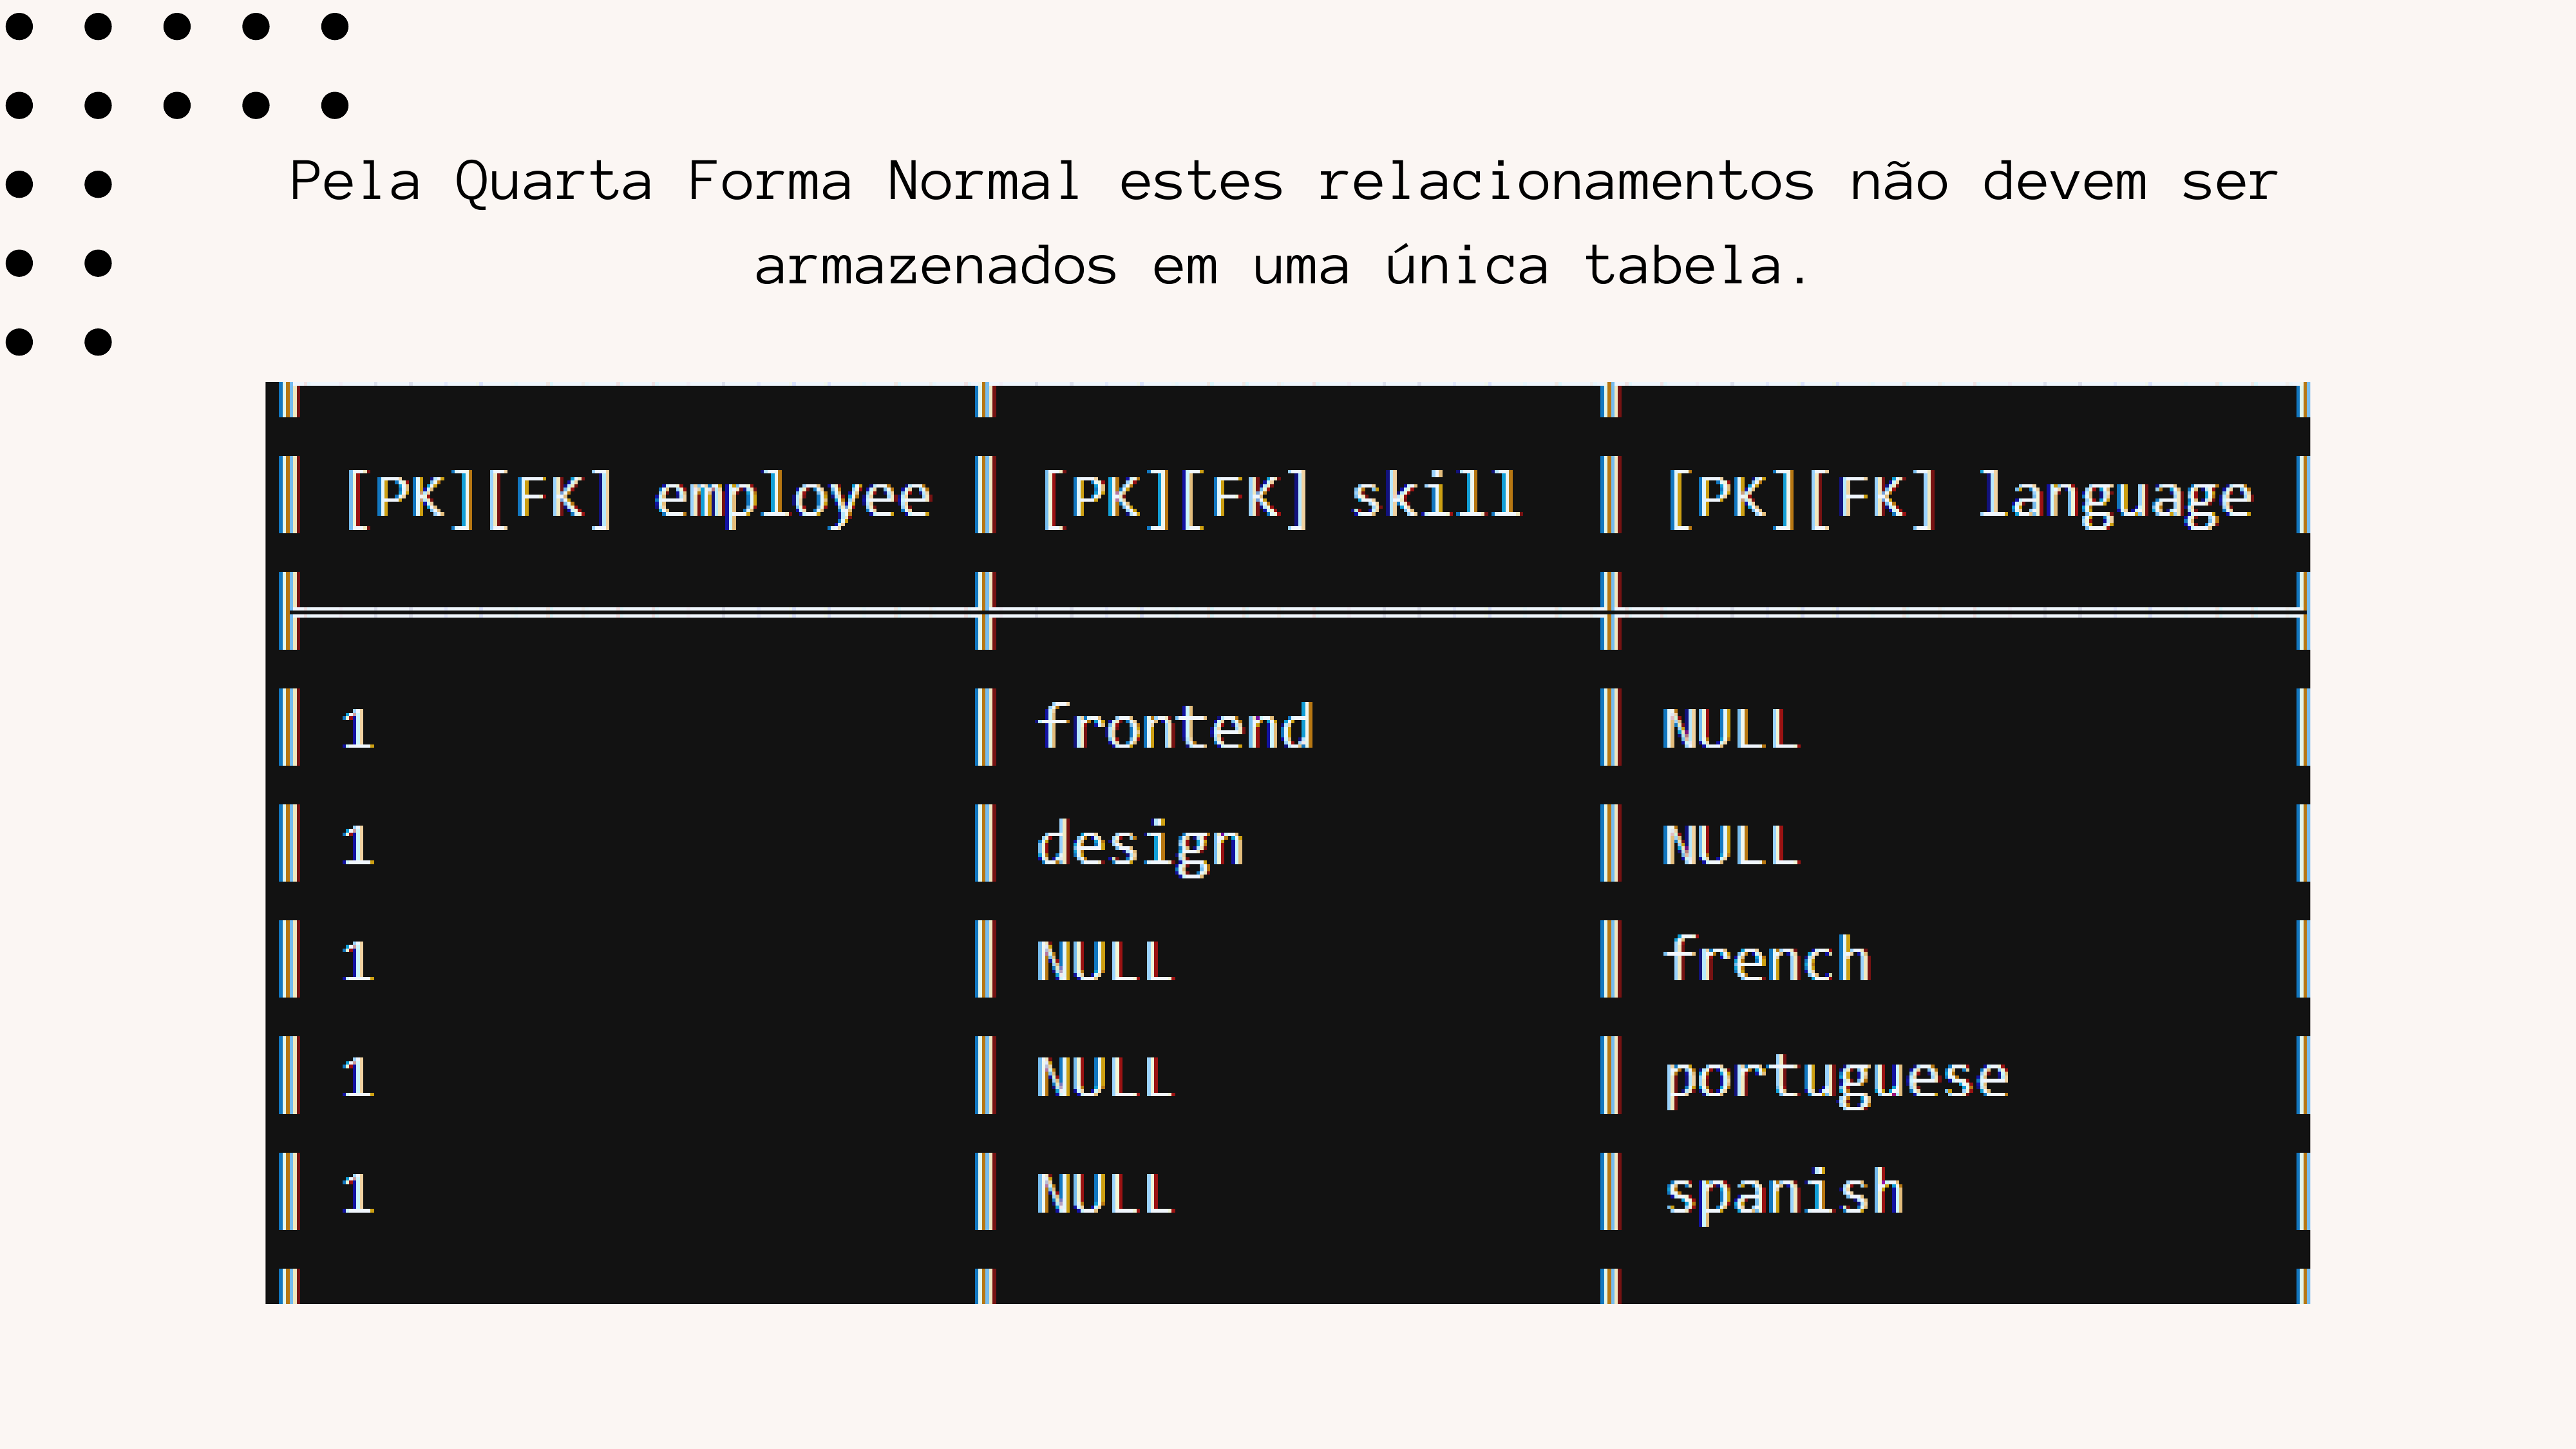 Pela Quarta Forma Normal estes relacionamentos não devem ser
armazenados em uma única tabela.
[PK][FK] employee [PK][FK] skill [PK][FK] language
1 frontend NULL
1 design NULL
1 NULL french
1 NULL portuguese
1 NULL spanish